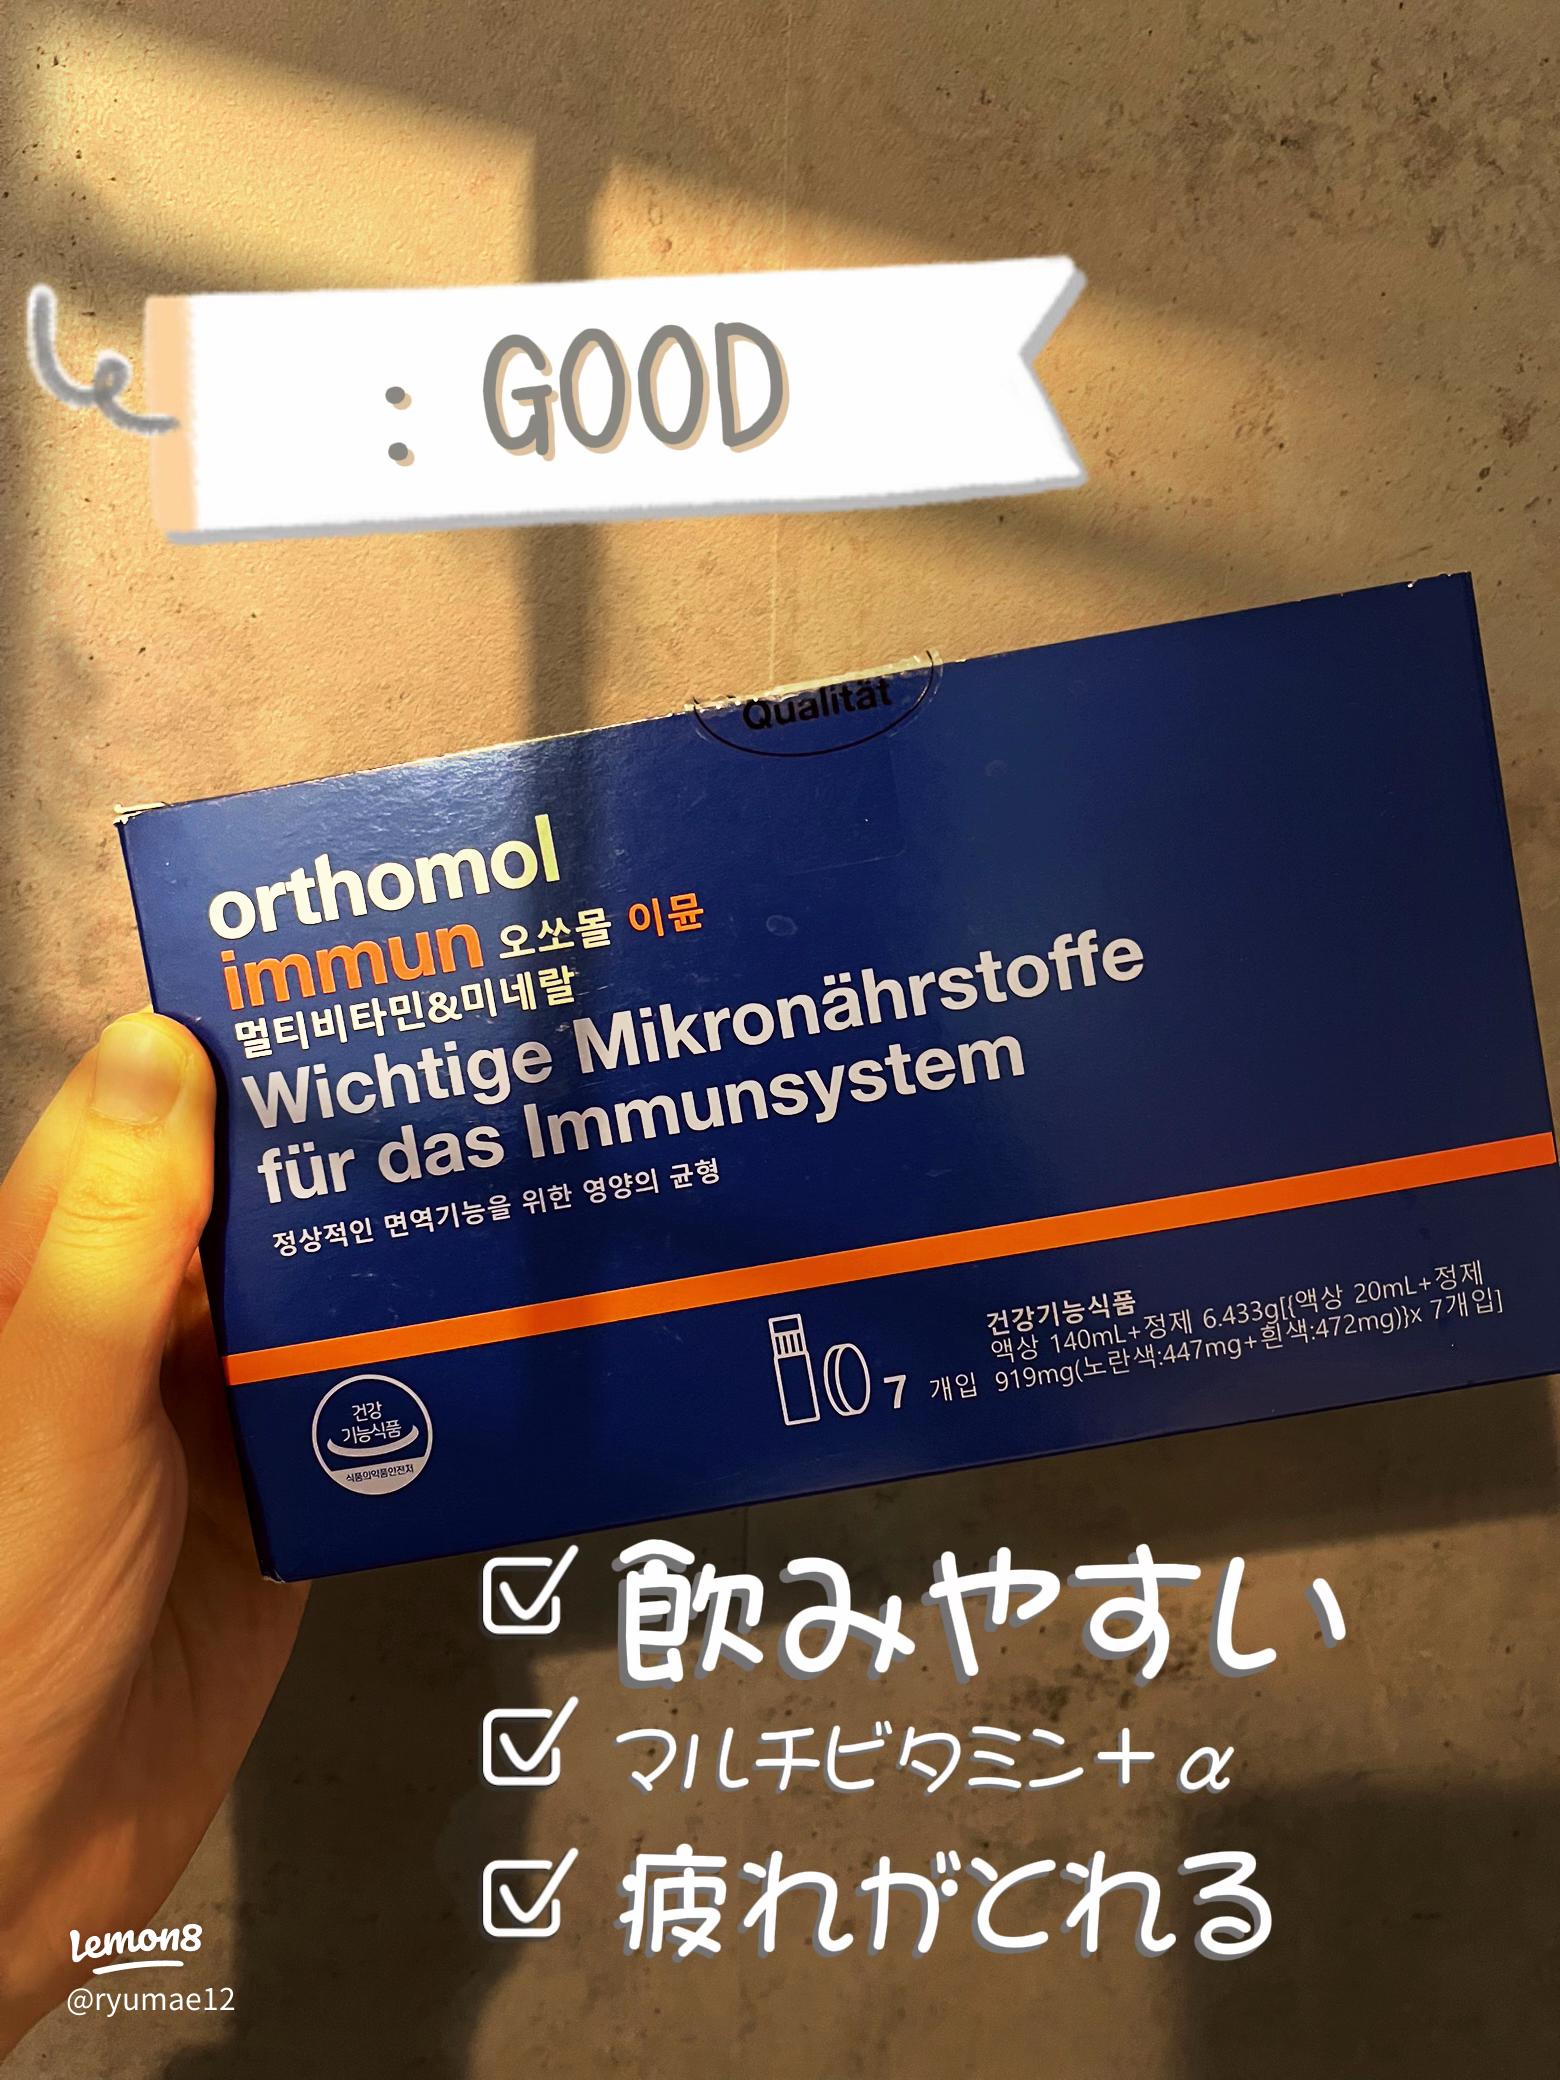 : GOOD
Qualität
orthomol
immun 오쏘몰 이뮨
멀티비타민&미네랄
Wichtige Mikronährstoffe
für das Immunsystem
정상적인 면역기능을 위한 영양의 균형
건강기능식품
액상 140mL+정제 6.433g[{액상 20mL+정제
7 개입 919mg(노란색:447mg+흰색:472mg)}x 7개입]
건강
기능식품
식품의약품안전처
飲みやすい
マルチビタミン+α
疲れがとれる
Lemon8
@ryumae12